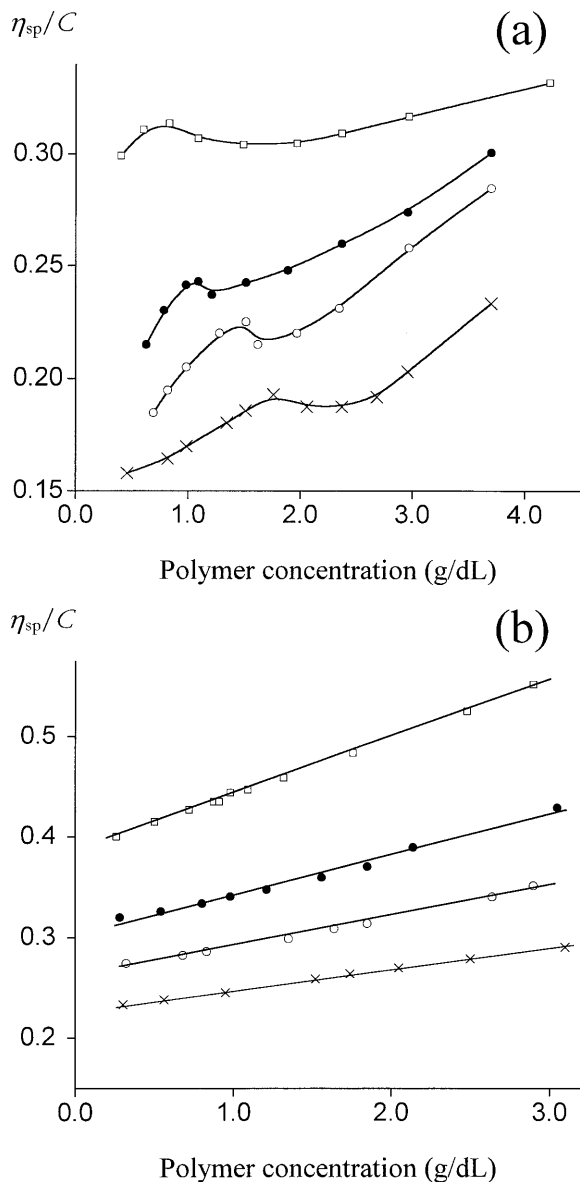 ηsp/C
(a)
0.30
0.25
0.20
0.15
0.0 1.0 2.0 3.0 4.0
Polymer concentration (g/dL)
ηsp/C
(b)
0.5
0.4
0.3
0.2
0.0 1.0 2.0 3.0
Polymer concentration (g/dL)